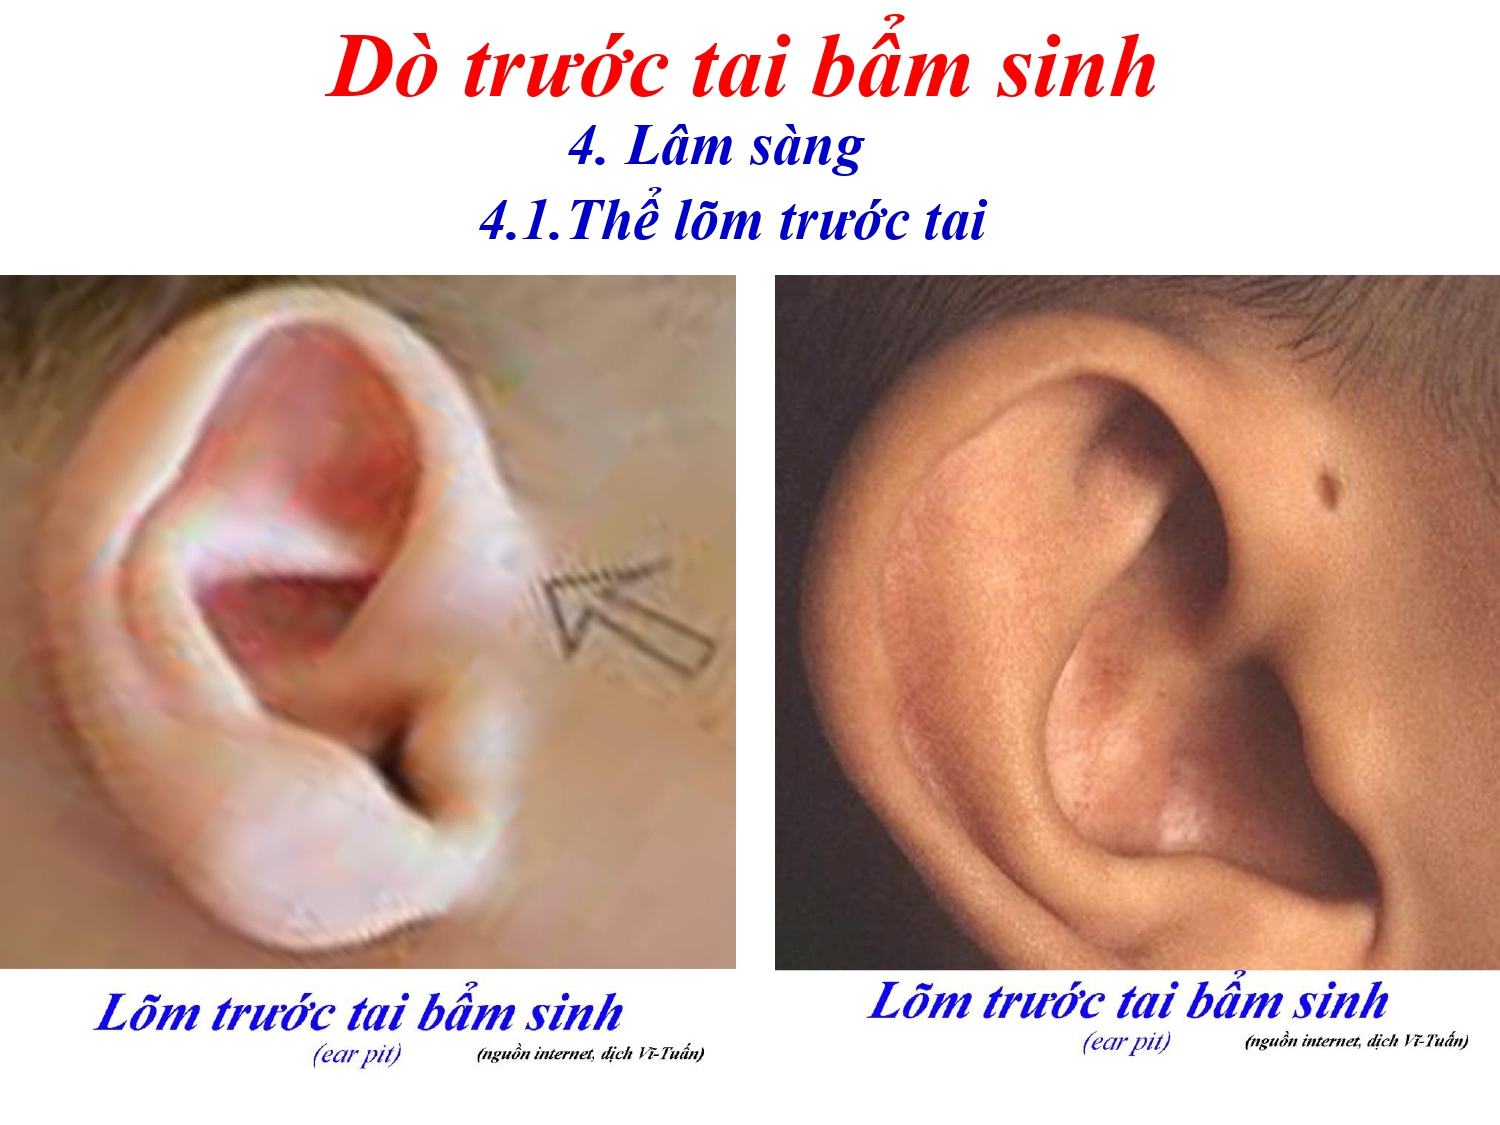 Dò trước tai bẩm sinh
4. Lâm sàng
4.1.Thể lõm trước tai
Lõm trước tai bẩm sinh
(ear pit) (nguồn internet, dịch Vĩ-Tuấn)
Lõm trước tai bẩm sinh
(ear pit) (nguồn internet, dịch Vĩ-Tuấn)